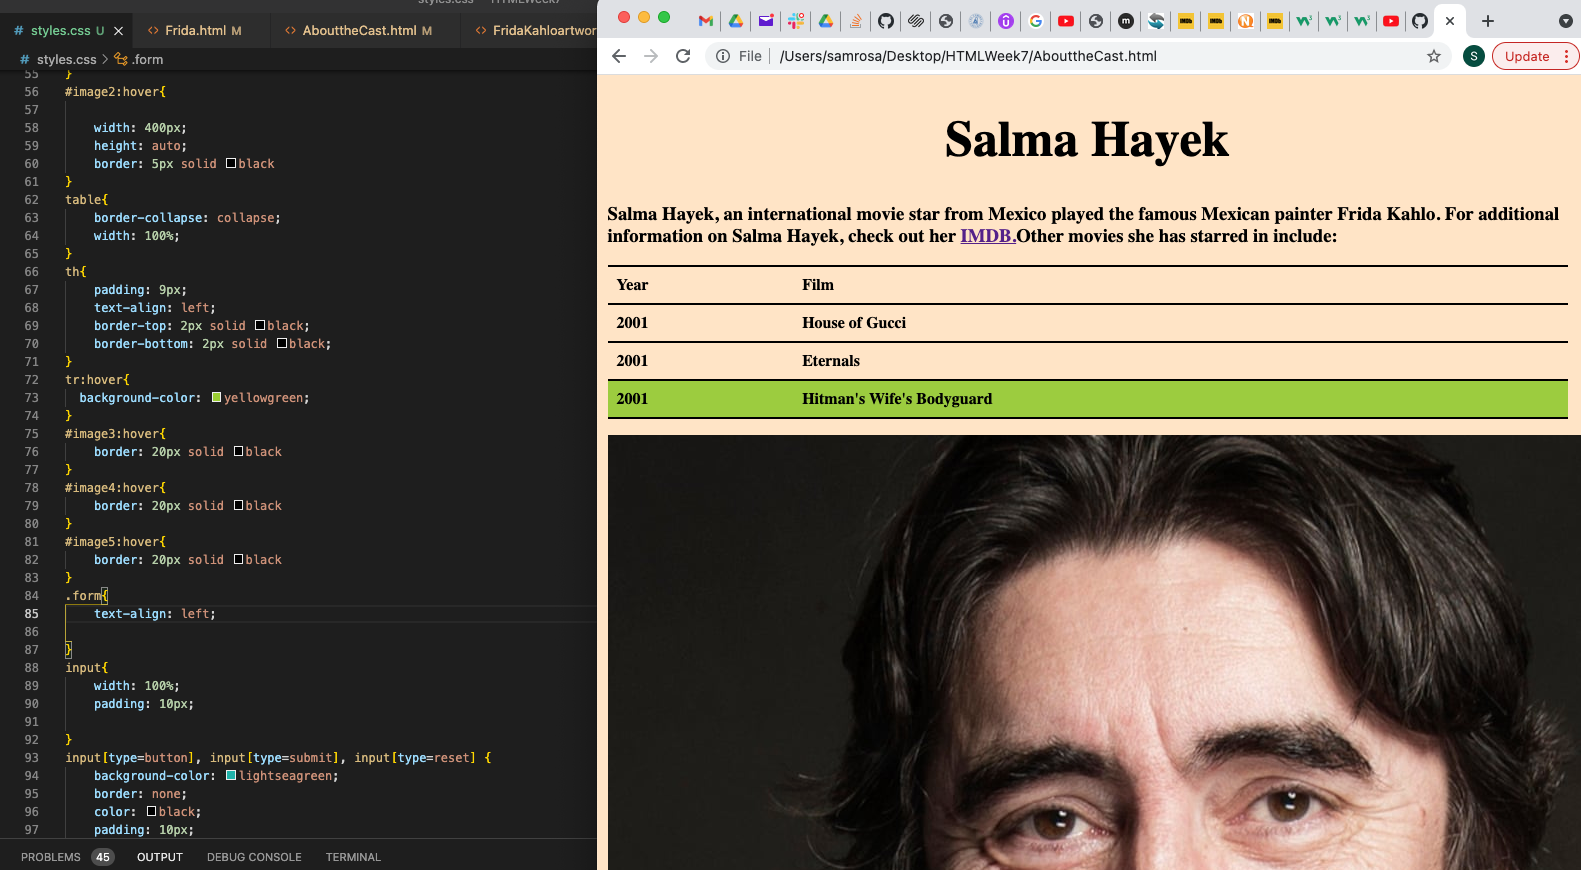 styles.css — HTMLWeek7
# styles.css U ×
<> Frida.html M
<> AbouttheCast.html M
<> FridaKahloartwor
# styles.css > .form
55 }
56 #image2:hover{
57
58 width: 400px;
59 height: auto;
60 border: 5px solid black
61 }
62 table{
63 border-collapse: collapse;
64 width: 100%;
65 }
66 th{
67 padding: 9px;
68 text-align: left;
69 border-top: 2px solid black;
70 border-bottom: 2px solid black;
71 }
72 tr:hover{
73 background-color: yellowgreen;
74 }
75 #image3:hover{
76 border: 20px solid black
77 }
78 #image4:hover{
79 border: 20px solid black
80 }
81 #image5:hover{
82 border: 20px solid black
83 }
84 .form{
85 text-align: left;
86
87 }
88 input{
89 width: 100%;
90 padding: 10px;
91
92 }
93 input[type=button], input[type=submit], input[type=reset] {
94 background-color: lightseagreen;
95 border: none;
96 color: black;
97 padding: 10px;
PROBLEMS 45 OUTPUT DEBUG CONSOLE TERMINAL
File | /Users/samrosa/Desktop/HTMLWeek7/AbouttheCast.html
S
Update
Salma Hayek
Salma Hayek, an international movie star from Mexico played the famous Mexican painter Frida Kahlo. For additional
information on Salma Hayek, check out her IMDB.Other movies she has starred in include:
Year Film
2001 House of Gucci
2001 Eternals
2001 Hitman's Wife's Bodyguard